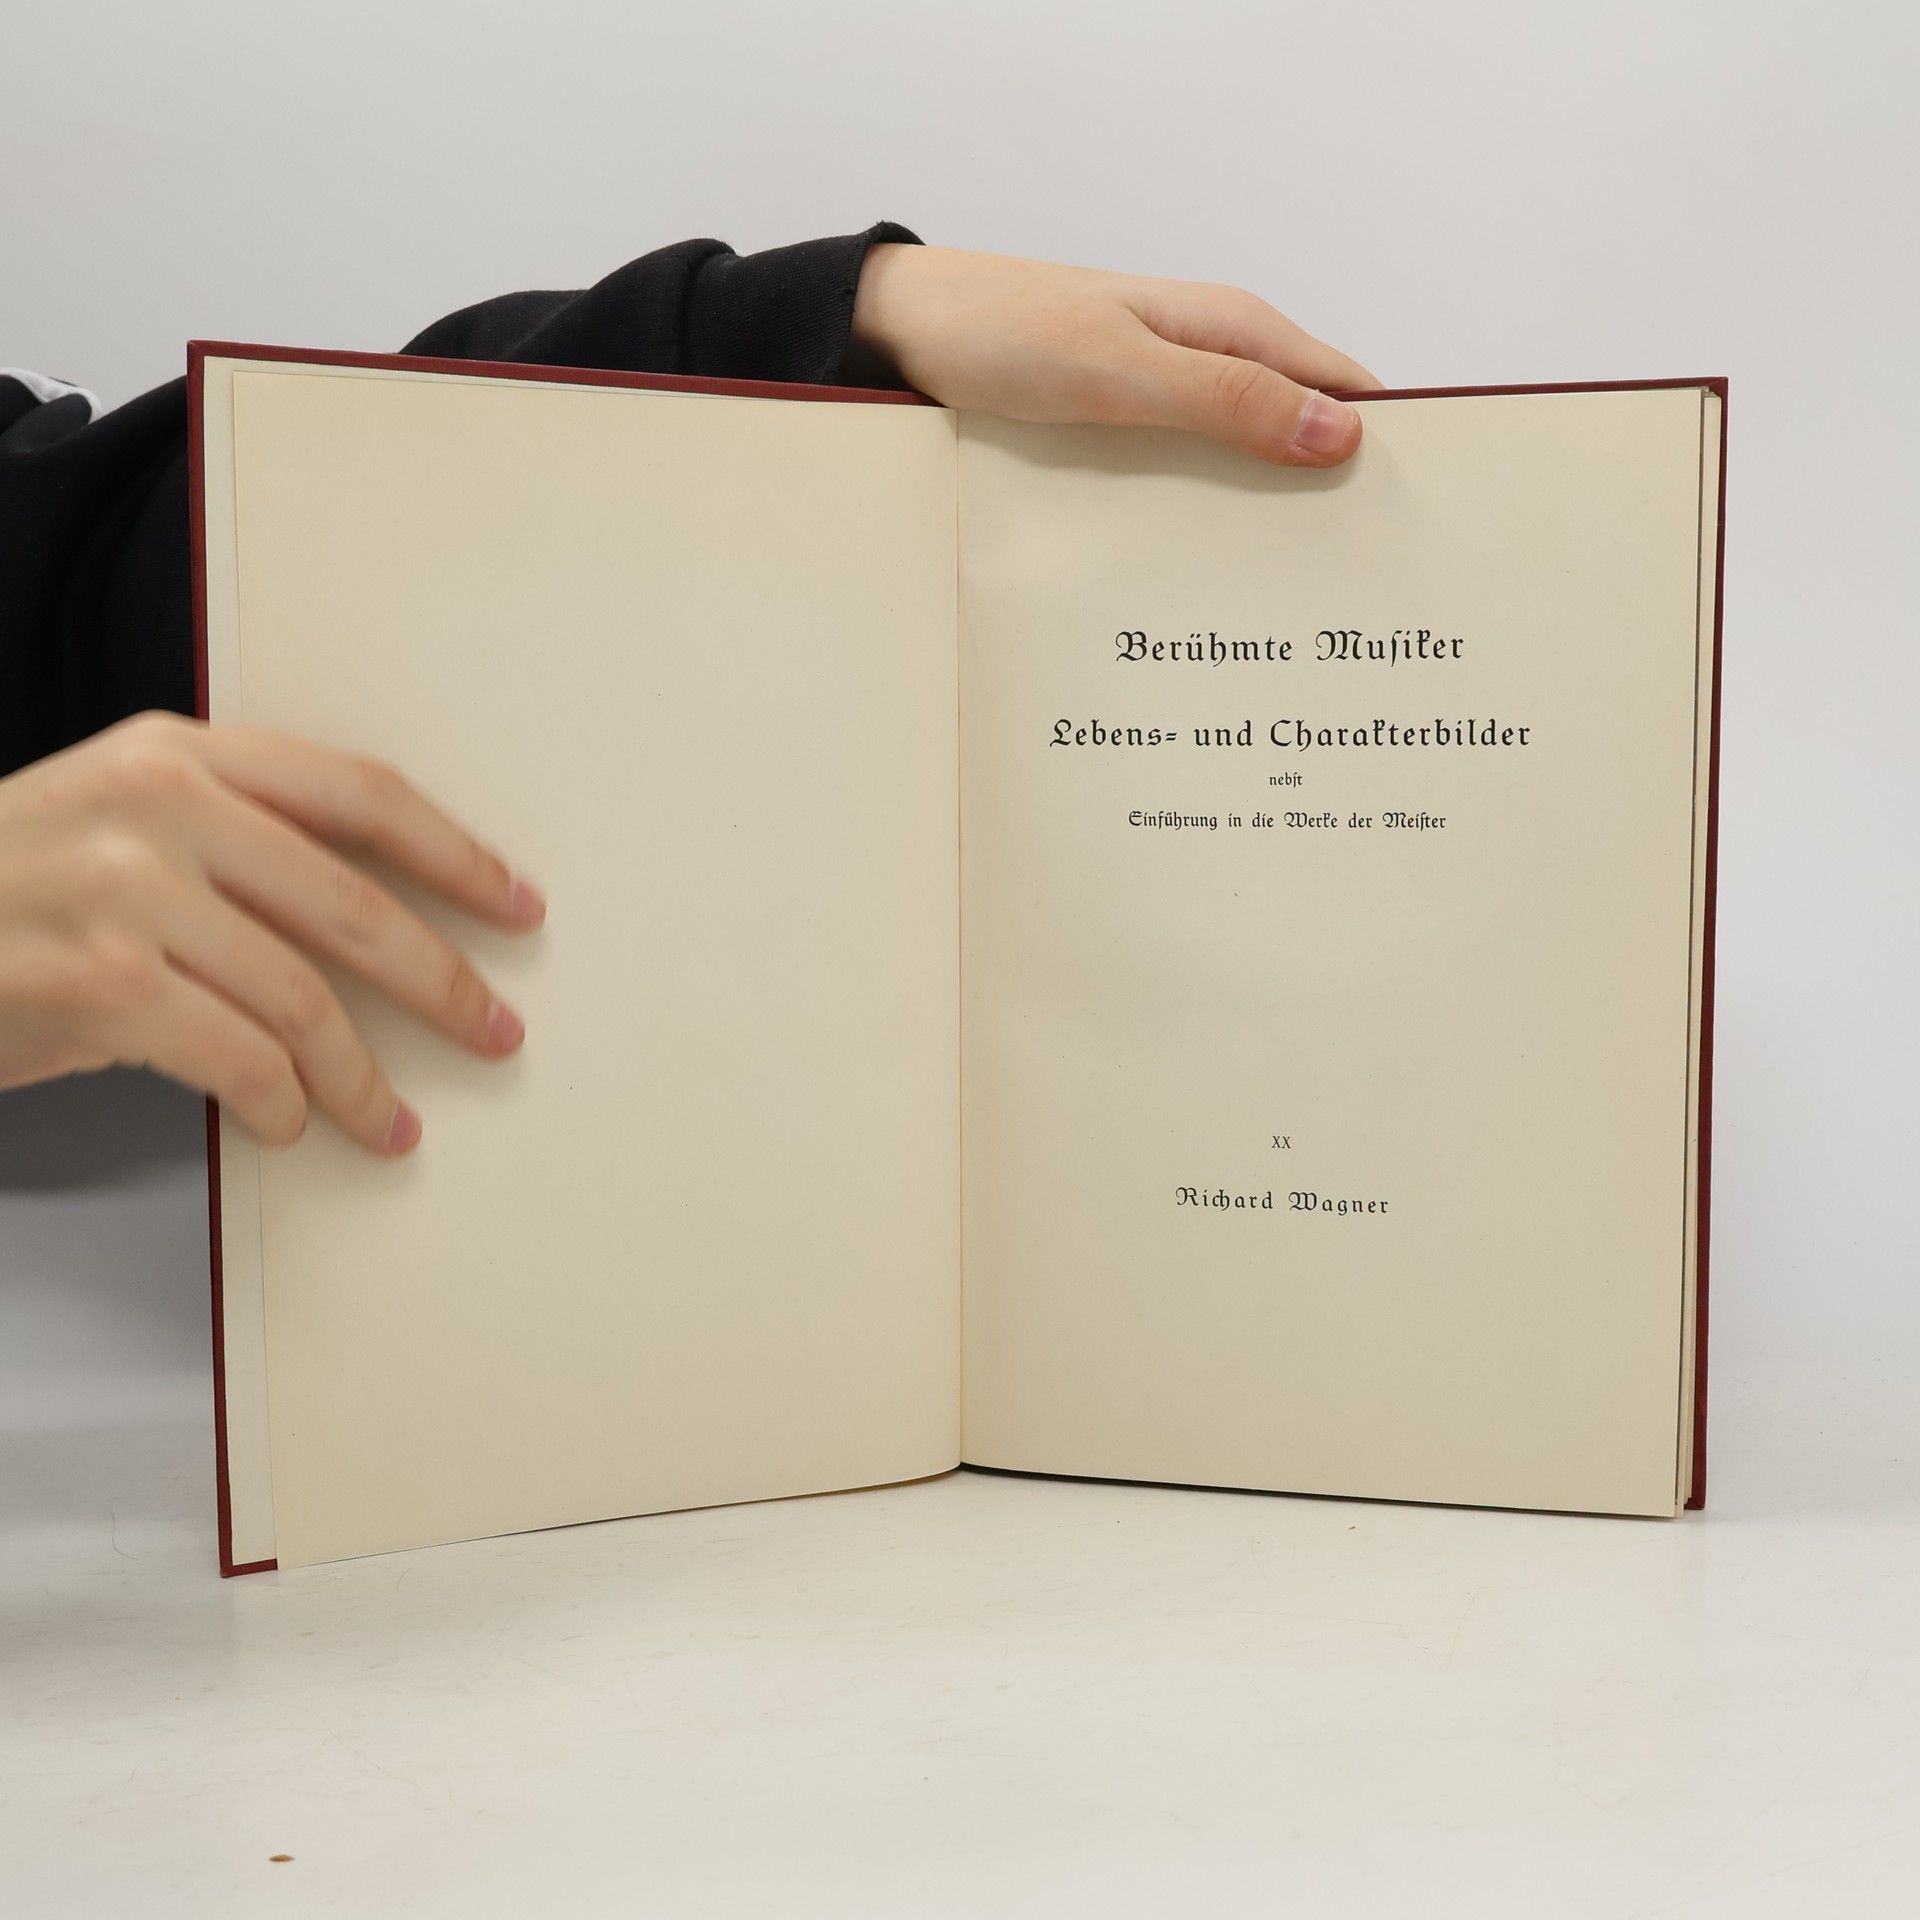 Berühmte Muſiker
Lebens= und Charakterbilder
nebſt
Einführung in die Werke der Meiſter
XX
Richard Wagner